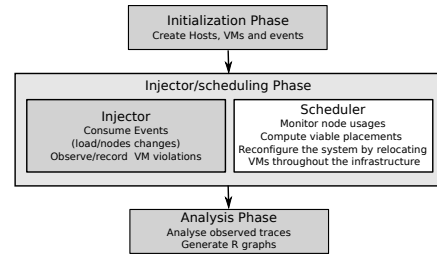 Initialization Phase
Create Hosts, VMs and events
Injector/scheduling Phase
Injector
Consume Events
(load/nodes changes)
Observe/record VM violations
Scheduler
Monitor node usages
Compute viable placements
Reconfigure the system by relocating
VMs throughout the infrastructure
Analysis Phase
Analyse observed traces
Generate R graphs